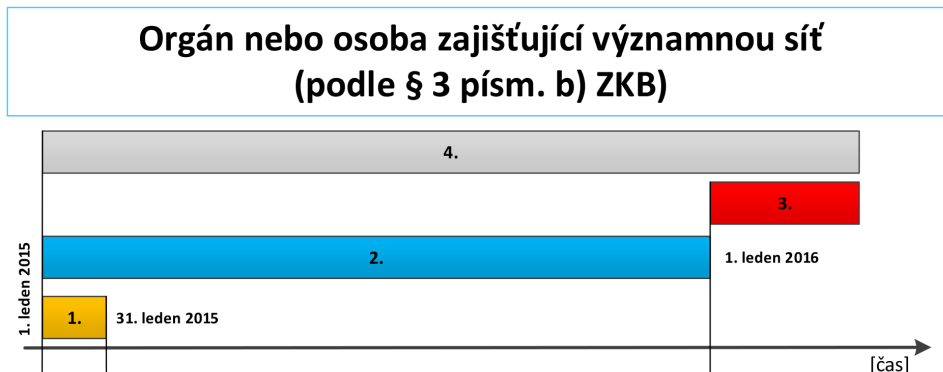 Orgán nebo osoba zajišťující významnou síť
(podle § 3 písm. b) ZKB)
4.
3.
2.
1. leden 2016
1. leden 2015
1.
31. leden 2015
[čas]